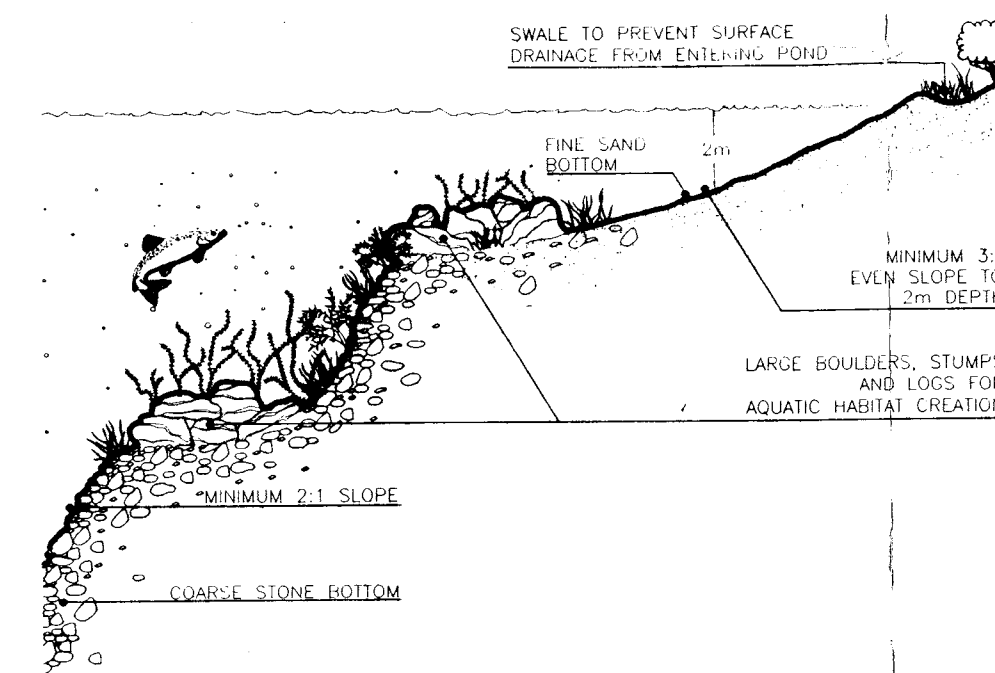 SWALE TO PREVENT SURFACE
DRAINAGE FROM ENTERING POND
FINE SAND
BOTTOM
2m
MINIMUM 3:
EVEN SLOPE TO
2m DEPTH
LARGE BOULDERS, STUMPS
AND LOGS FOR
AQUATIC HABITAT CREATION
MINIMUM 2:1 SLOPE
COARSE STONE BOTTOM